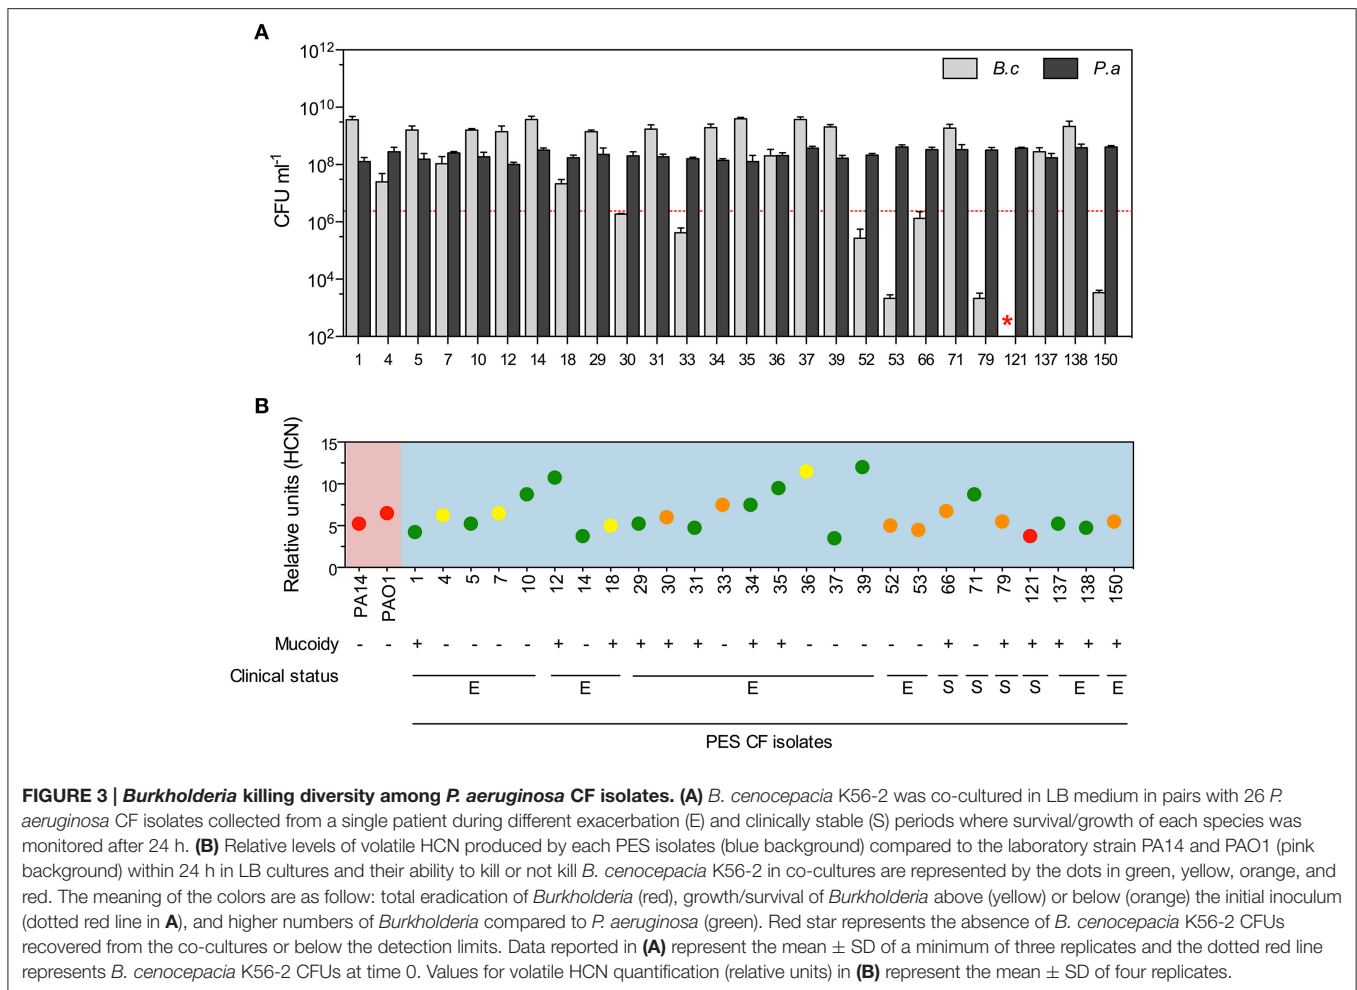 A
10¹²
10¹⁰
10⁸
10⁶
10⁴
10²
CFU ml⁻¹
B.c P.a
*
1 4 5 7 10 12 14 18 29 30 31 33 34 35 36 37 39 52 53 66 71 79 121 137 138 150
B
15
10
5
0
Relative units (HCN)
PA14 PAO1 1 4 5 7 10 12 14 18 29 30 31 33 34 35 36 37 39 52 53 66 71 79 121 137 138 150
Mucoidy - - + - - - - + - + + + + - + + - - - - - + - + + + + +
Clinical status
E E E E S S S S E E
PES CF isolates
FIGURE 3 | Burkholderia killing diversity among P. aeruginosa CF isolates. (A) B. cenocepacia K56-2 was co-cultured in LB medium in pairs with 26 P.
aeruginosa CF isolates collected from a single patient during different exacerbation (E) and clinically stable (S) periods where survival/growth of each species was
monitored after 24 h. (B) Relative levels of volatile HCN produced by each PES isolates (blue background) compared to the laboratory strain PA14 and PAO1 (pink
background) within 24 h in LB cultures and their ability to kill or not kill B. cenocepacia K56-2 in co-cultures are represented by the dots in green, yellow, orange, and
red. The meaning of the colors are as follow: total eradication of Burkholderia (red), growth/survival of Burkholderia above (yellow) or below (orange) the initial inoculum
(dotted red line in A), and higher numbers of Burkholderia compared to P. aeruginosa (green). Red star represents the absence of B. cenocepacia K56-2 CFUs
recovered from the co-cultures or below the detection limits. Data reported in (A) represent the mean ± SD of a minimum of three replicates and the dotted red line
represents B. cenocepacia K56-2 CFUs at time 0. Values for volatile HCN quantification (relative units) in (B) represent the mean ± SD of four replicates.